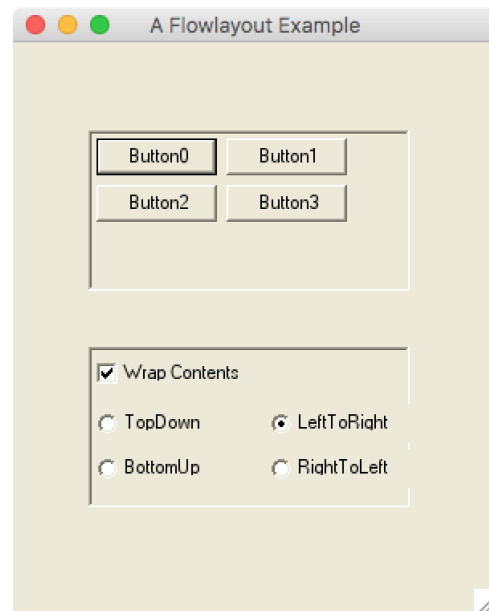 A Flowlayout Example
Button0 Button1
Button2 Button3
Wrap Contents
TopDown LeftToRight
BottomUp RightToLeft